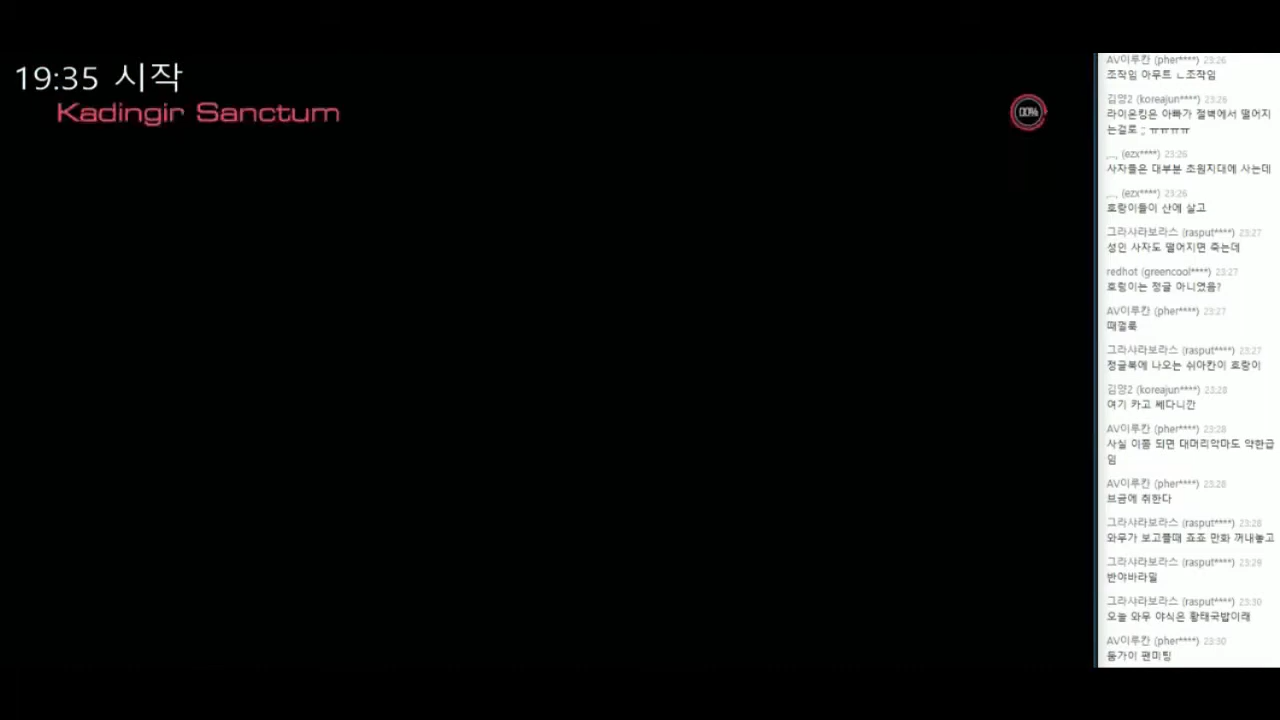 19:35 시작
Kadingir Sanctum
00%
AV이루칸 (pher****) 23:26
조작임 아무트 ㄴ조작임
김영2 (koreajun****) 23:26
라이온킹은 아빠가 절벽에서 떨어지
는걸로 ;; ㅠㅠㅠㅠ
(ezx****) 23:26
사자들은 대부분 초원지대에 사는데
(ezx****) 23:26
호랑이들이 산에 살고
그라샤라보라스 (rasput****) 23:27
성인 사자도 떨어지면 죽는데
redhot (greencool****) 23:27
호랑이는 정글 아니였음?
AV이루칸 (pher****) 23:27
때껄룩
그라샤라보라스 (rasput****) 23:27
정글북에 나오는 쉬아칸이 호랑이
김영2 (koreajun****) 23:28
여기 카고 쎄다니깐
AV이루칸 (pher****) 23:28
사실 이쯤 되면 대머리악마도 약한급
임
AV이루칸 (pher****) 23:28
브금에 취한다
그라샤라보라스 (rasput****) 23:28
와우가 보고플때 죠죠 만화 꺼내놓고
그라샤라보라스 (rasput****) 23:29
반야바라밀
그라샤라보라스 (rasput****) 23:30
오늘 와우 야식은 황태국밥이래
AV이루칸 (pher****) 23:30
둠가이 팬미팅